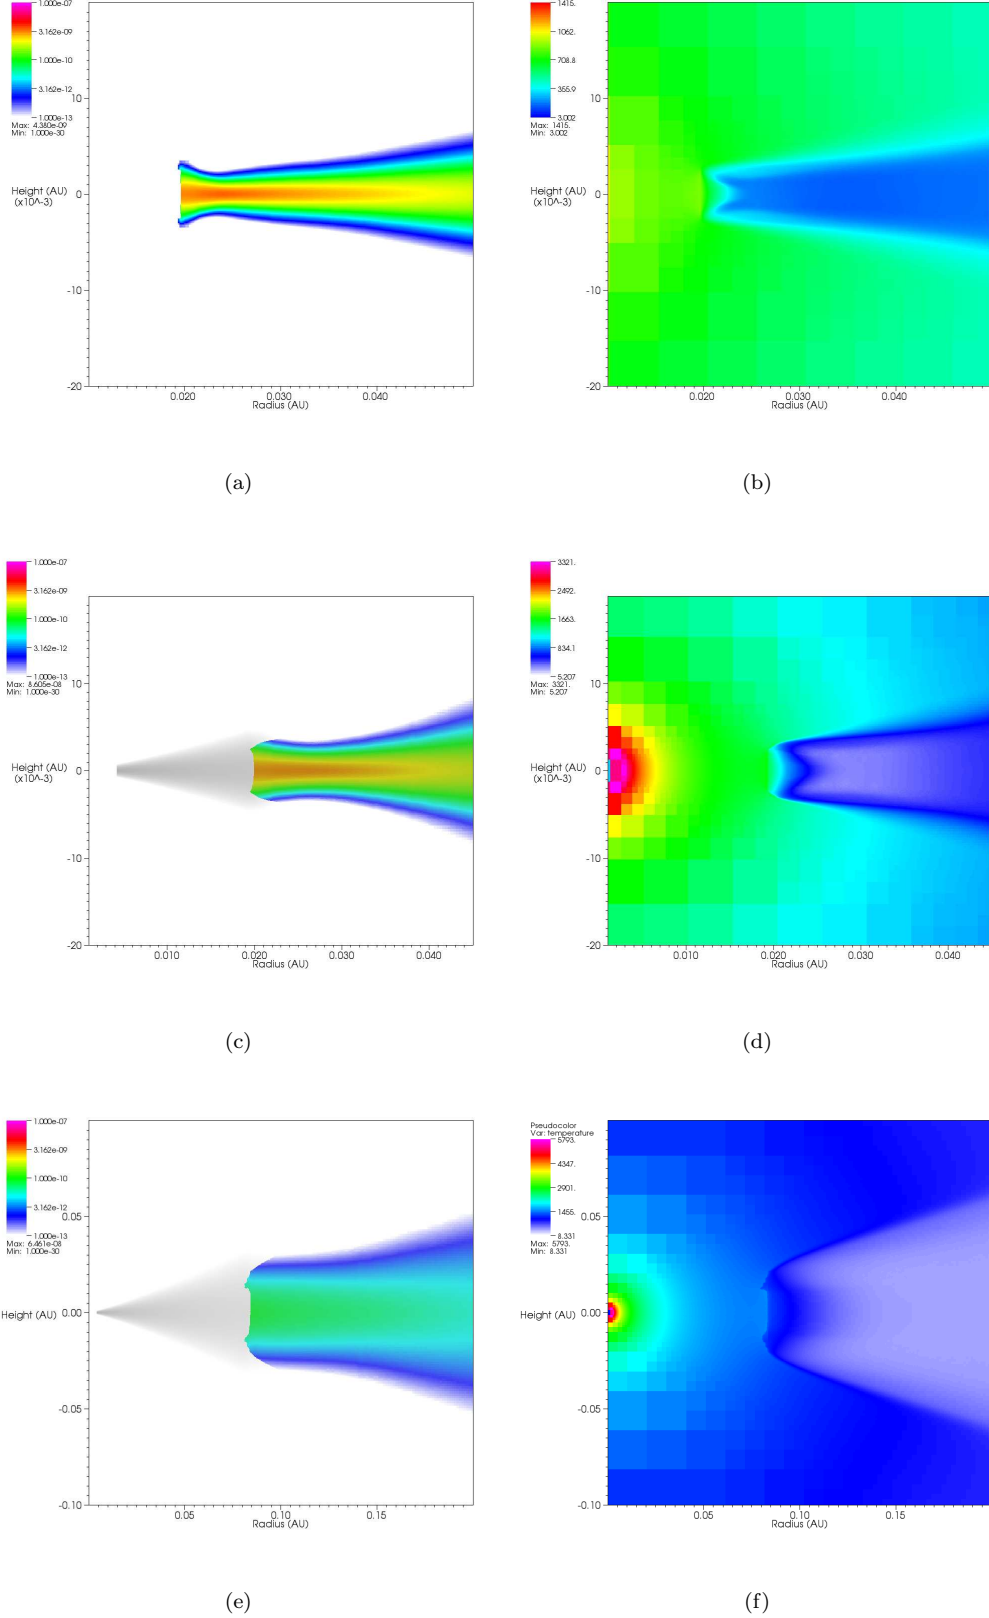 1.000e-07
3.162e-09
1.000e-10
3.162e-12
1.000e-13
Max: 4.380e-09
Min: 1.000e-30
10
0
-10
-20
Height (AU)
(x10^-3)
0.020
0.030
0.040
Radius (AU)
(a)
1415.
1062.
708.8
355.9
3.002
Max: 1415.
Min: 3.002
10
0
-10
-20
Height (AU)
(x10^-3)
0.020
0.030
0.040
Radius (AU)
(b)
1.000e-07
3.162e-09
1.000e-10
3.162e-12
1.000e-13
Max: 8.605e-08
Min: 1.000e-30
10
0
-10
-20
Height (AU)
(x10^-3)
0.010
0.020
0.030
0.040
Radius (AU)
(c)
3321.
2492.
1663.
834.1
5.207
Max: 3321.
Min: 5.207
10
0
-10
-20
Height (AU)
(x10^-3)
0.010
0.020
0.030
0.040
Radius (AU)
(d)
1.000e-07
3.162e-09
1.000e-10
3.162e-12
1.000e-13
Max: 6.461e-08
Min: 1.000e-30
0.05
0.00
-0.05
-0.10
Height (AU)
0.05
0.10
0.15
Radius (AU)
(e)
Pseudocolor
Var: temperature
5793.
4347.
2901.
1455.
8.331
Max: 5793.
Min: 8.331
0.05
0.00
-0.05
-0.10
Height (AU)
0.05
0.10
0.15
Radius (AU)
(f)